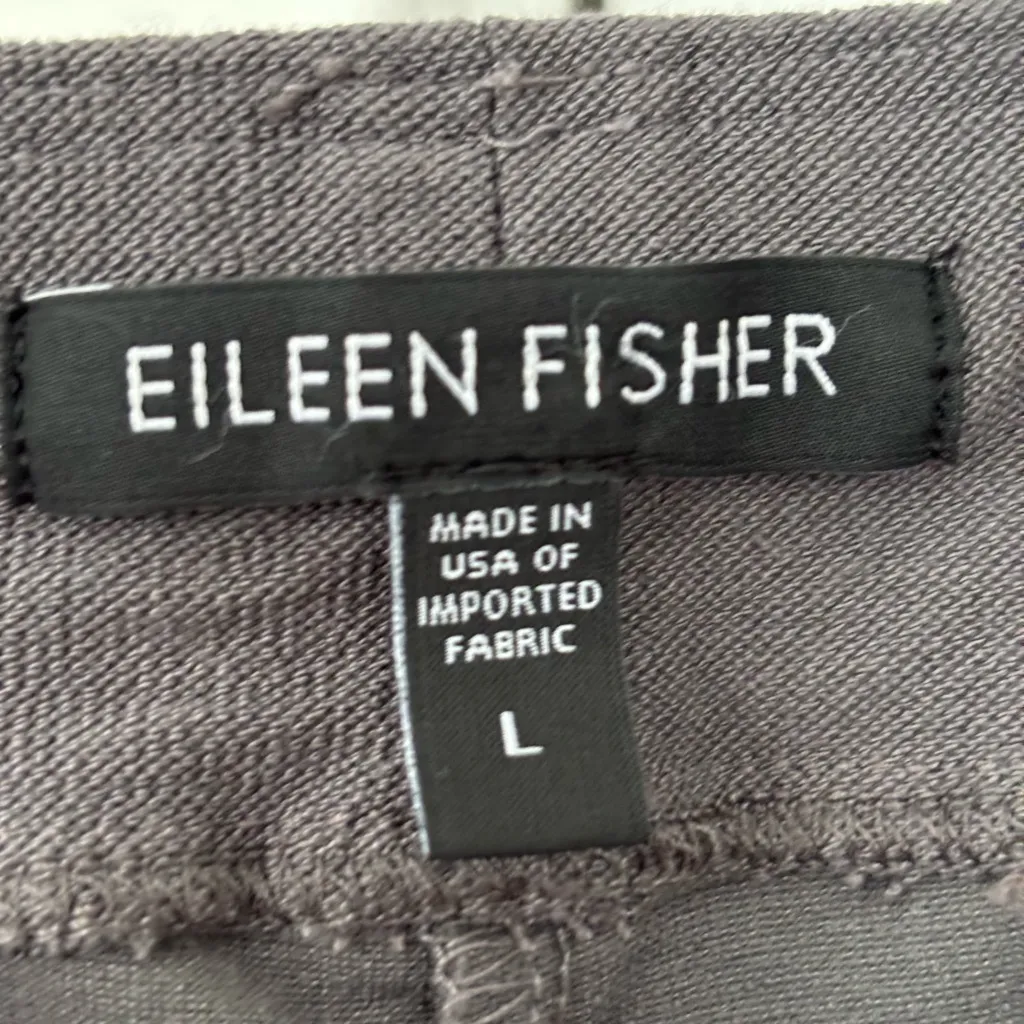 EILEEN FISHER
MADE IN
USA OF
IMPORTED
FABRIC
L